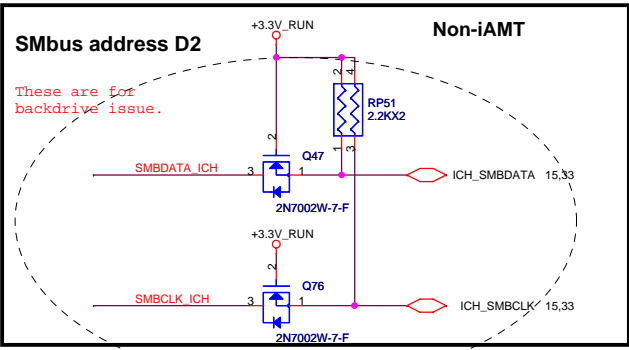 +3.3V_RUN
Non-iAMT
SMbus address D2
These are for
backdrive issue.
2 4
RP51
2.2KX2
2
Q47
1 3
SMBDATA_ICH 3 1 ICH_SMBDATA 15,33
2N7002W-7-F
+3.3V_RUN
2
Q76
SMBCLK_ICH 3 1 ICH_SMBCLK 15,33
2N7002W-7-F